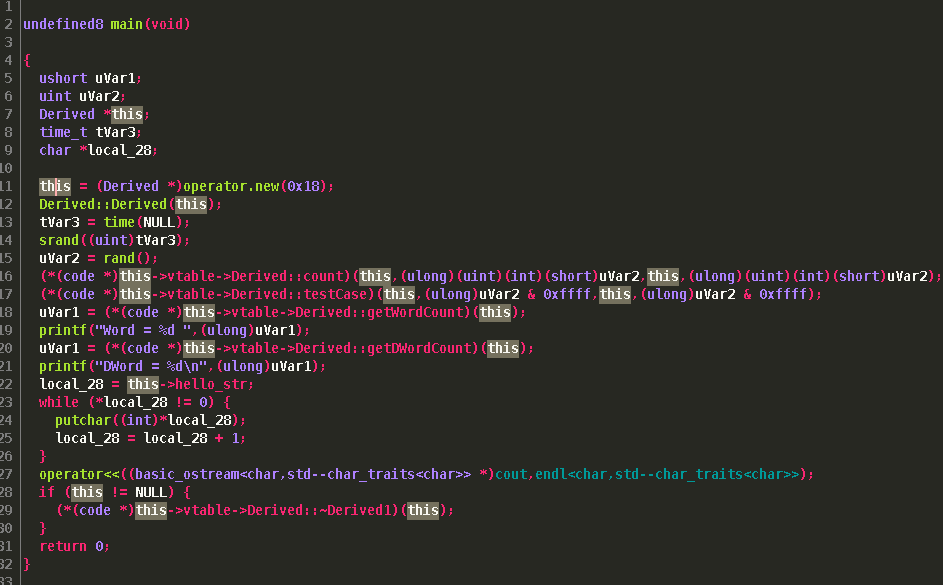 1
2 undefined8 main(void)
3
4 {
5 ushort uVar1;
6 uint uVar2;
7 Derived *this;
8 time_t tVar3;
9 char *local_28;
10
11 this = (Derived *)operator.new(0x18);
12 Derived::Derived(this);
13 tVar3 = time(NULL);
14 srand((uint)tVar3);
15 uVar2 = rand();
16 (*(code *)this->vtable->Derived::count)(this,(ulong)(uint)(int)(short)uVar2,this,(ulong)(uint)(int)(short)uVar2);
17 (*(code *)this->vtable->Derived::testCase)(this,(ulong)uVar2 & 0xffff,this,(ulong)uVar2 & 0xffff);
18 uVar1 = (*(code *)this->vtable->Derived::getWordCount)(this);
19 printf("Word = %d ",(ulong)uVar1);
20 uVar1 = (*(code *)this->vtable->Derived::getDWordCount)(this);
21 printf("DWord = %d\n",(ulong)uVar1);
22 local_28 = this->hello_str;
23 while (*local_28 != 0) {
24 putchar((int)*local_28);
25 local_28 = local_28 + 1;
26 }
27 operator<<((basic_ostream<char,std--char_traits<char>> *)cout,endl<char,std--char_traits<char>>);
28 if (this != NULL) {
29 (*(code *)this->vtable->Derived::~Derived1)(this);
30 }
31 return 0;
32 }
33